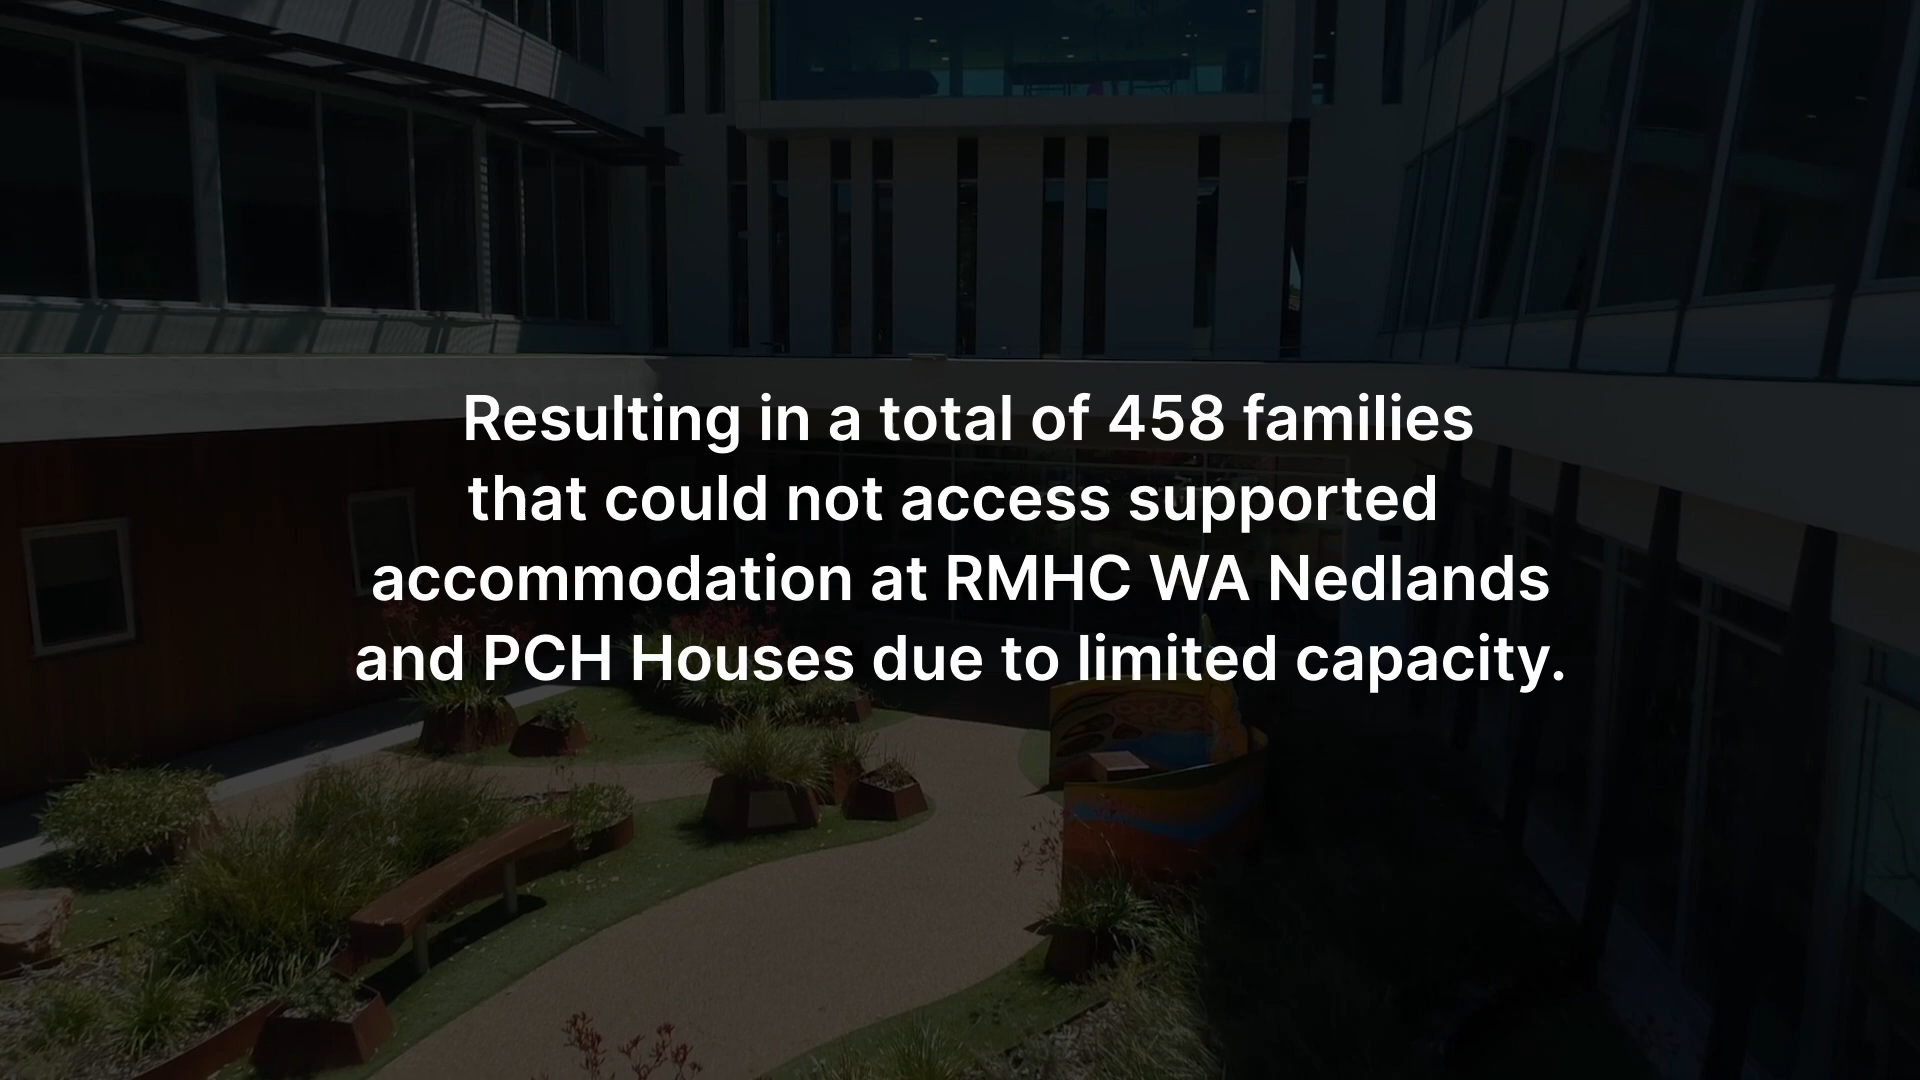 Resulting in a total of 458 families
that could not access supported
accommodation at RMHC WA Nedlands
and PCH Houses due to limited capacity.